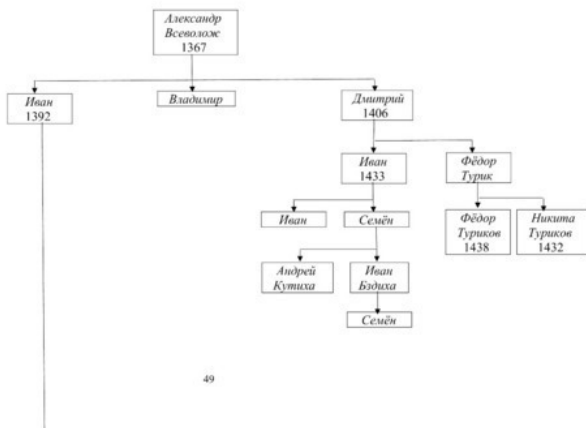 Александр
Всеволож
1367
Иван
1392
Владимир
Дмитрий
1406
Иван
1433
Фёдор
Турик
Иван
Семён
Фёдор
Туриков
1438
Никита
Туриков
1432
Андрей
Кутиха
Иван
Бздиха
Семён
49